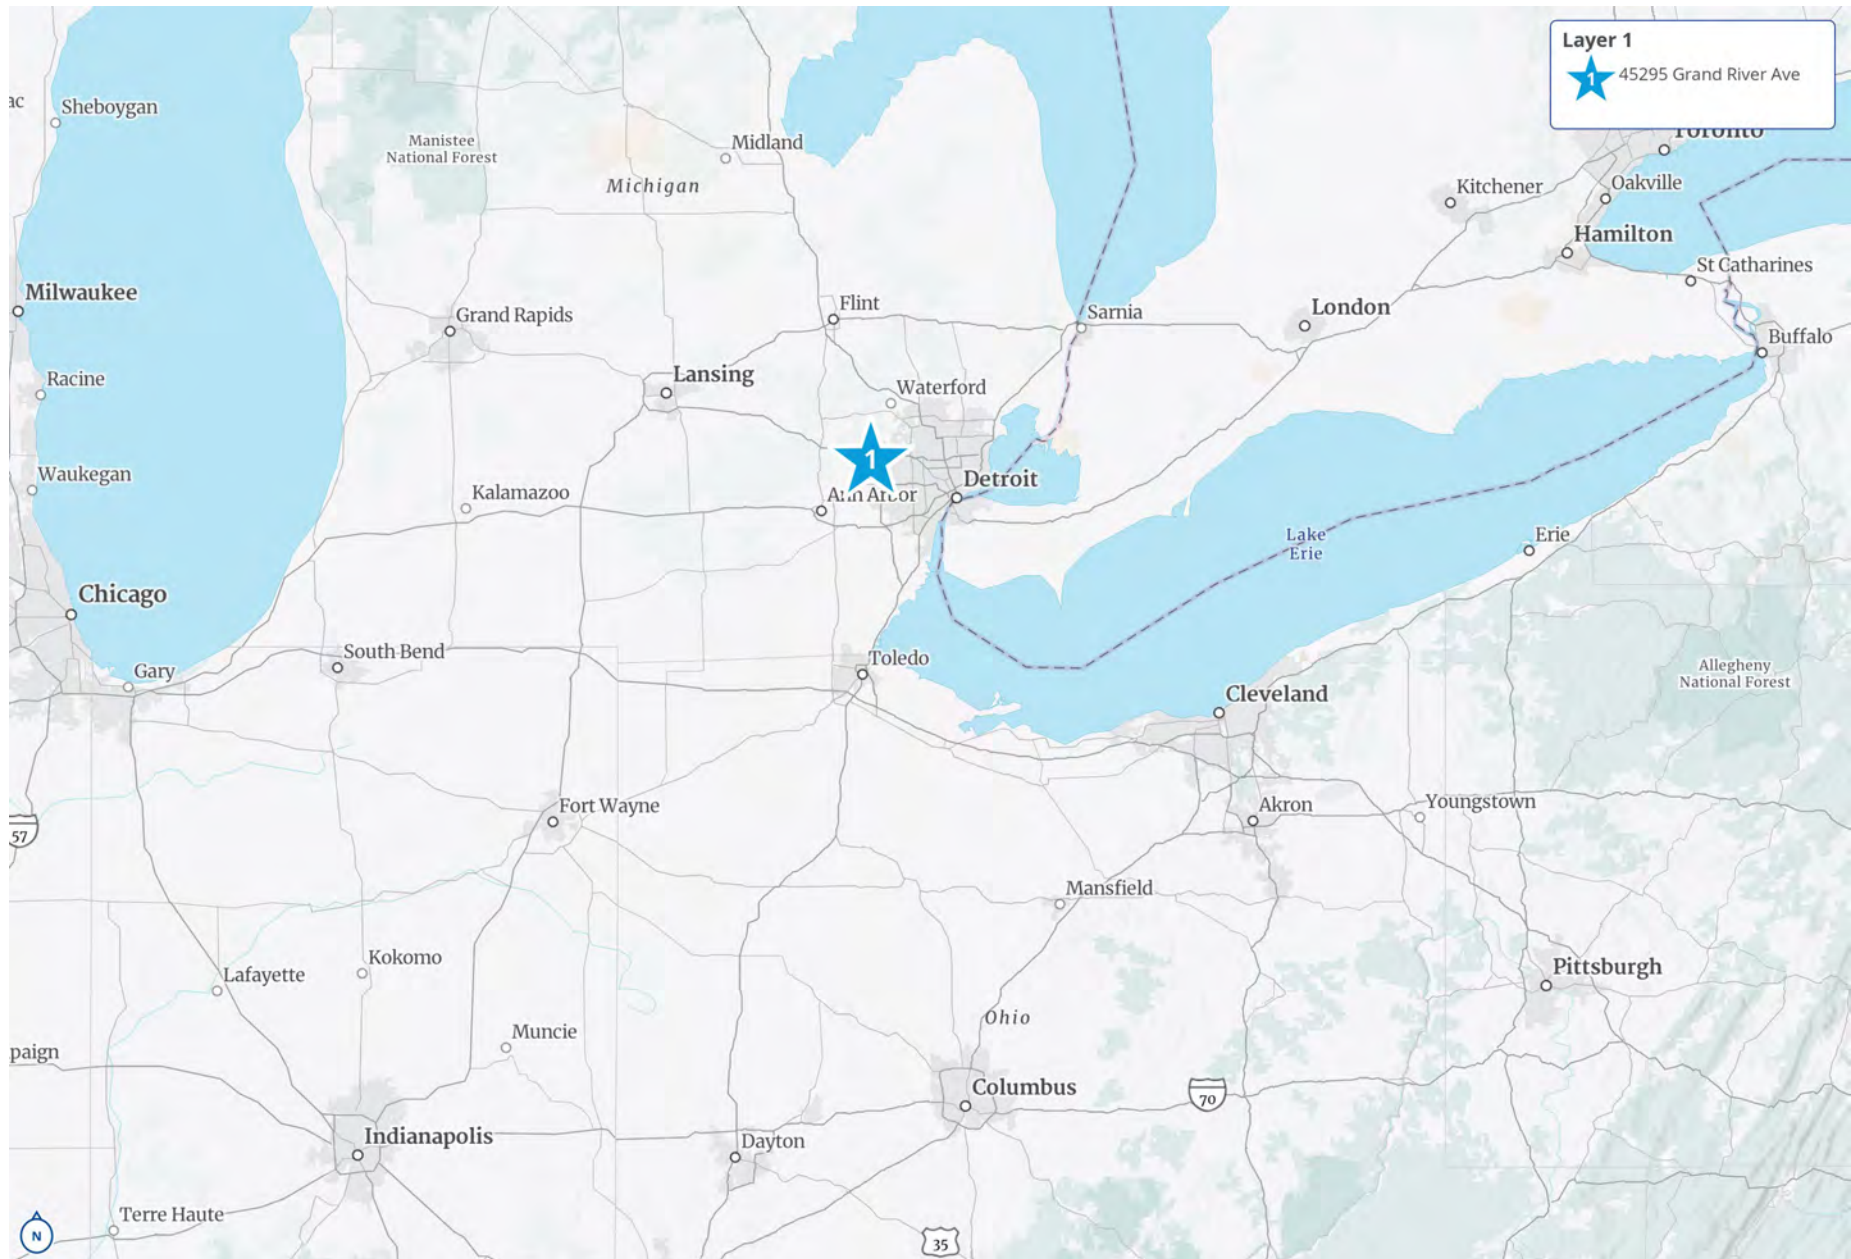 Layer 1
1
45295 Grand River Ave
Toronto
Sheboygan
Manistee
National Forest
Midland
Michigan
Kitchener
Oakville
Hamilton
St Catharines
Milwaukee
Grand Rapids
Flint
Sarnia
London
Buffalo
Racine
Lansing
Waterford
1
Waukegan
Kalamazoo
Ann Arbor
Detroit
Lake
Erie
Erie
Chicago
South Bend
Gary
Toledo
Cleveland
Allegheny
National Forest
Fort Wayne
Akron
Youngstown
57
Mansfield
Lafayette
Kokomo
Pittsburgh
Ohio
Muncie
paign
Columbus
70
Indianapolis
Dayton
Terre Haute
N
35